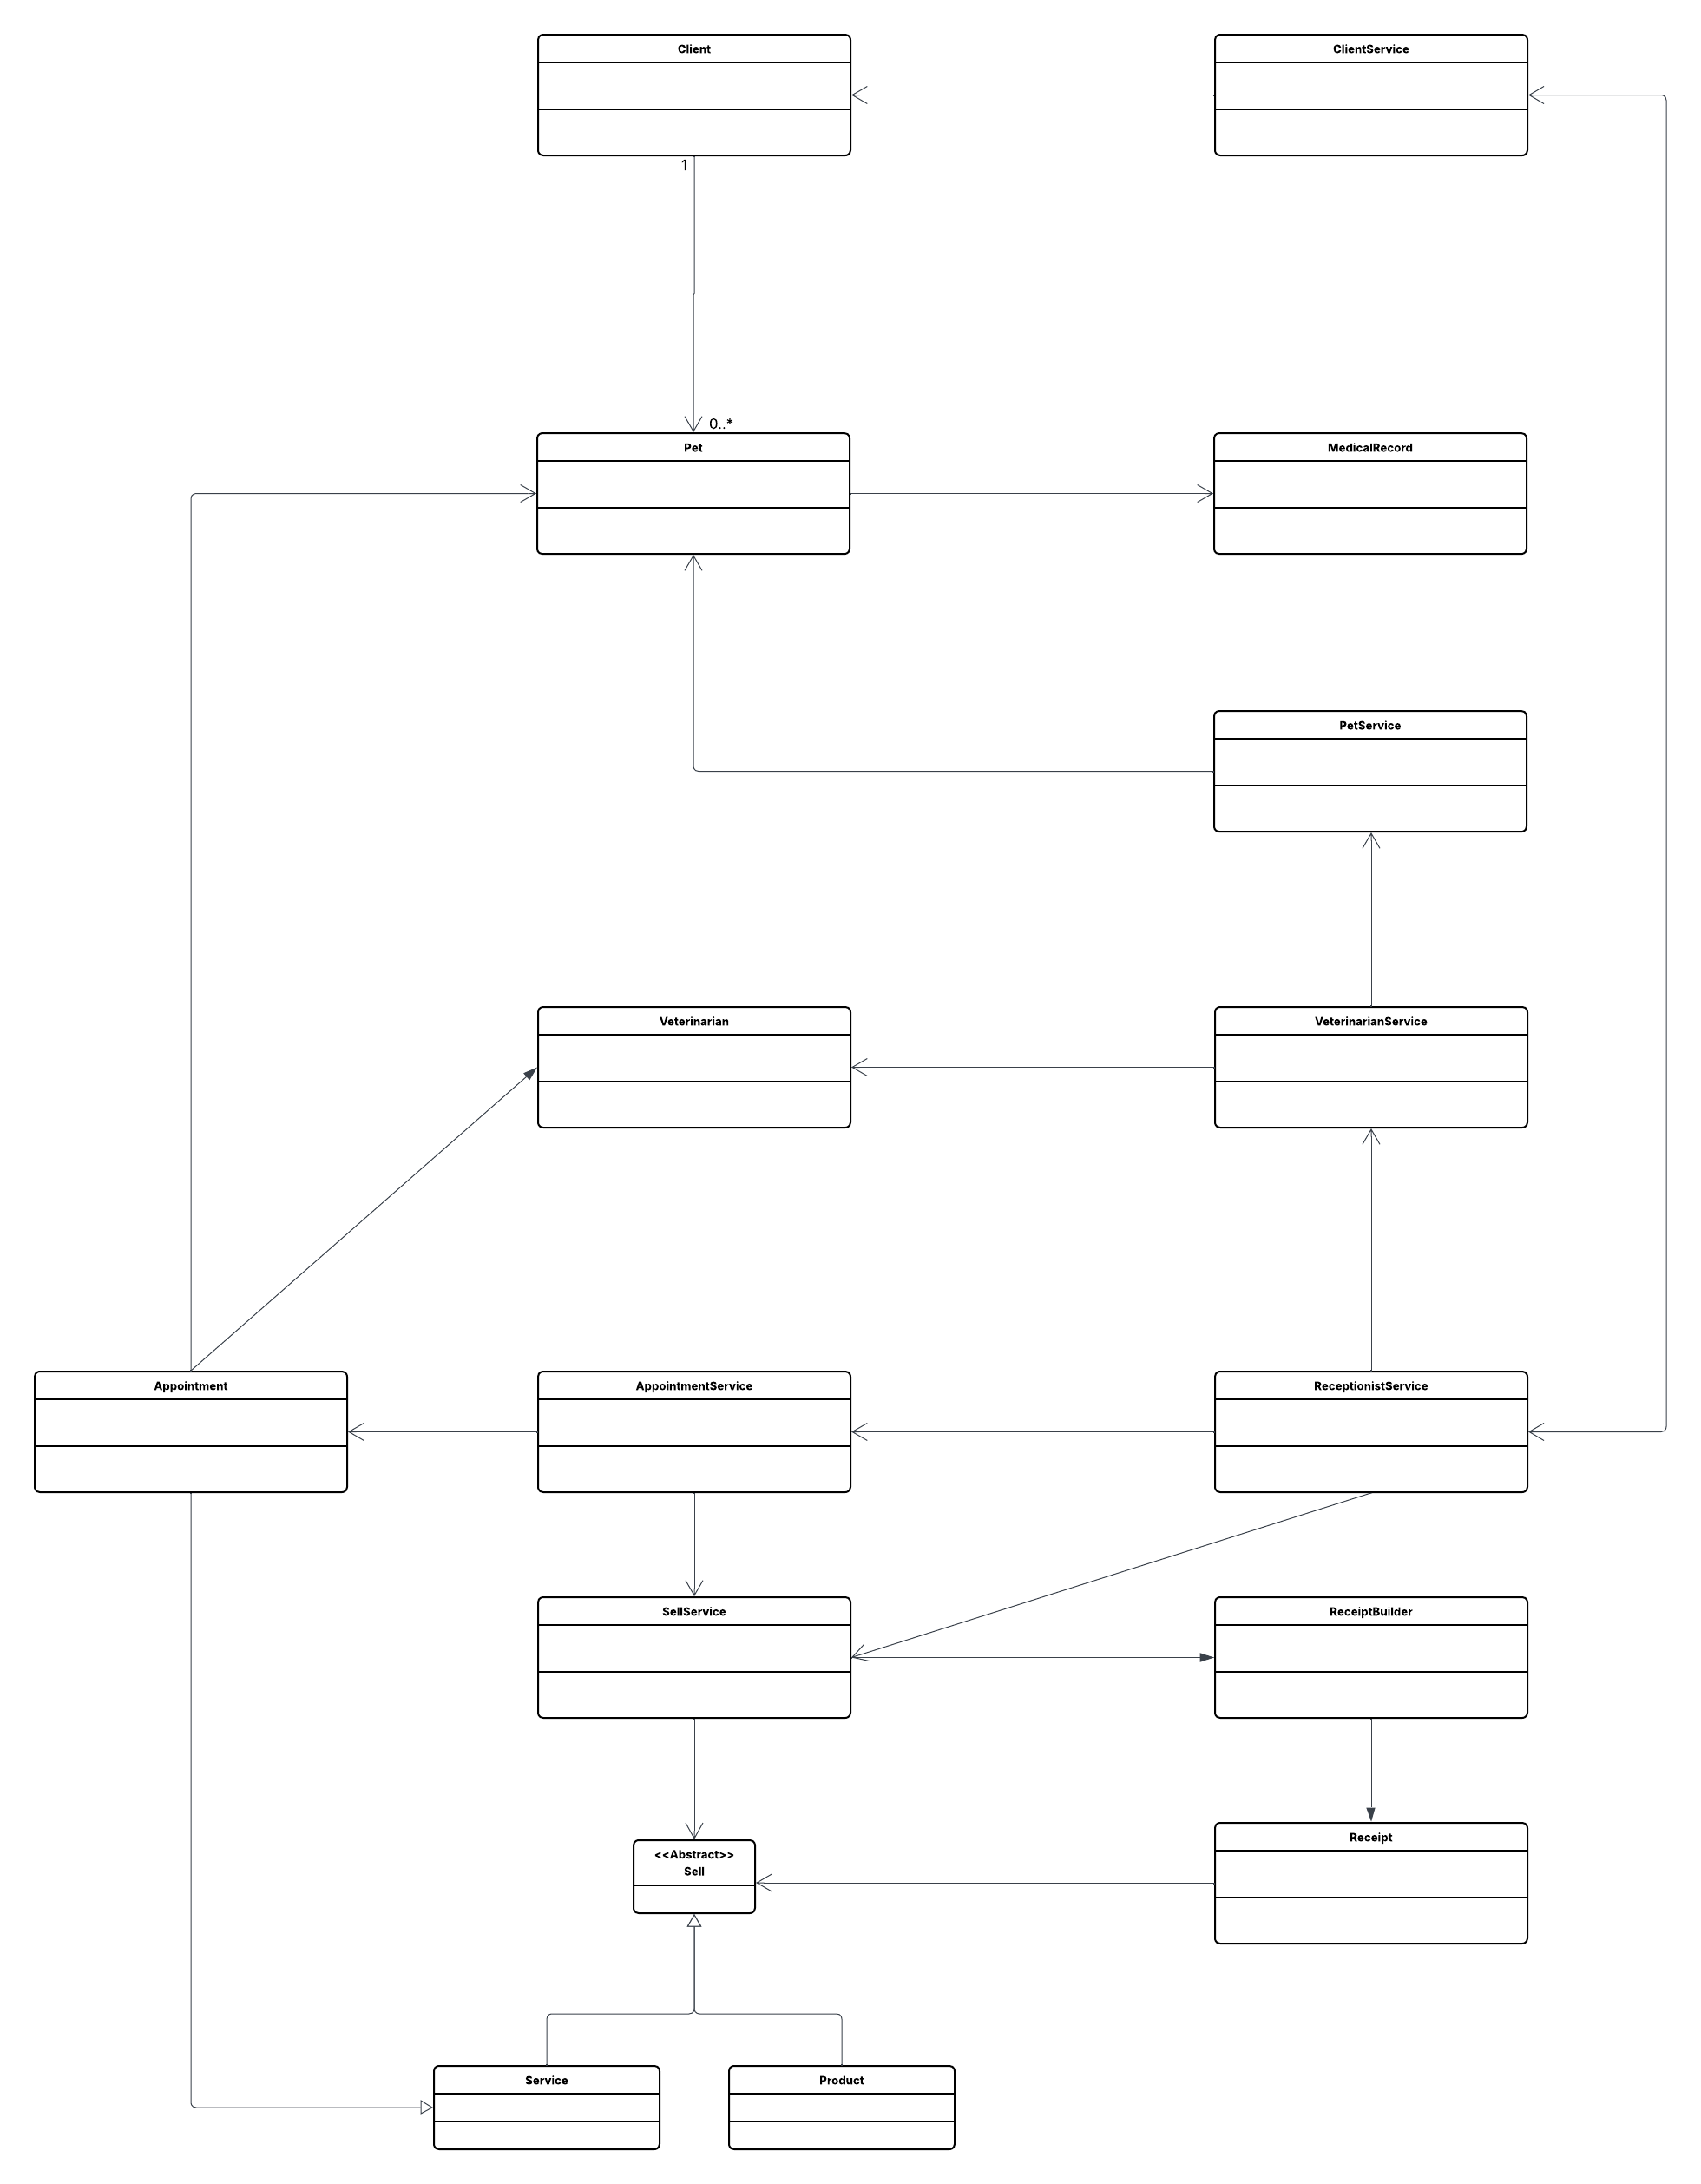 Client
ClientService
1
0..*
Pet
MedicalRecord
PetService
Veterinarian
VeterinarianService
Appointment
AppointmentService
ReceptionistService
SellService
ReceiptBuilder
Receipt
<<Abstract>>
Sell
Service
Product